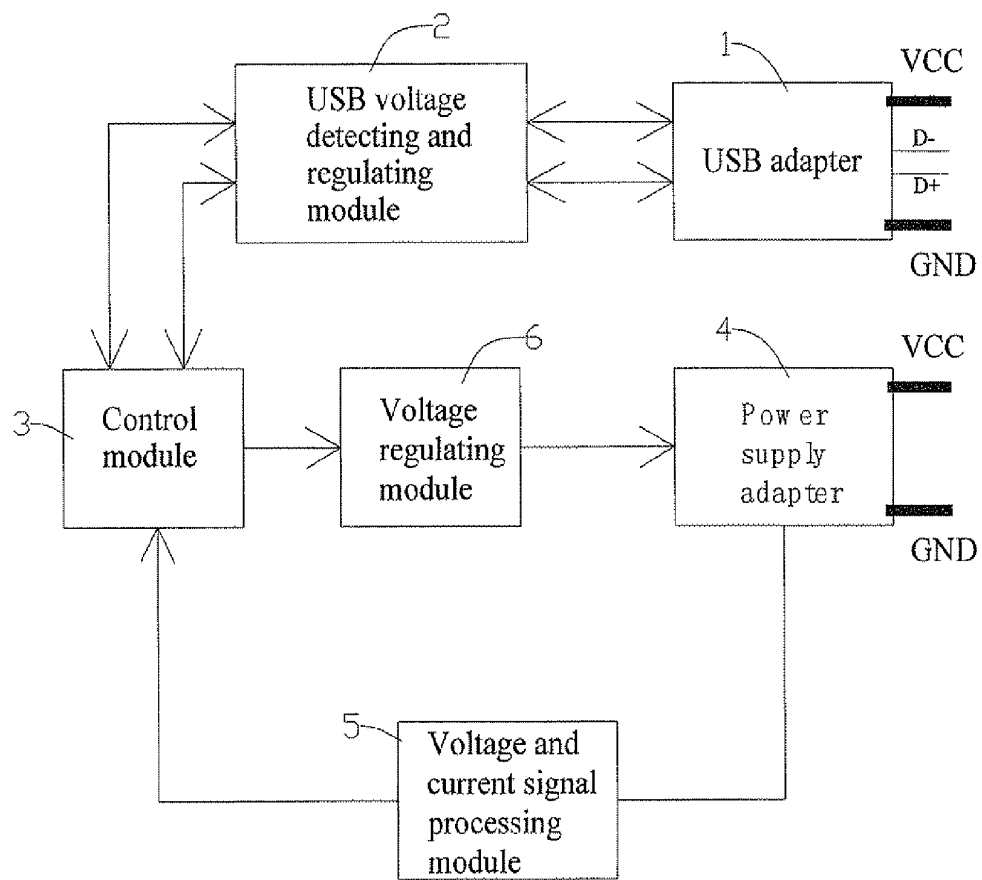 2
USB voltage
detecting and
regulating
module
1
USB adapter
VCC
D-
D+
GND
3
Control
module
6
Voltage
regulating
module
4
Power
supply
adapter
VCC
GND
5
Voltage and
current signal
processing
module